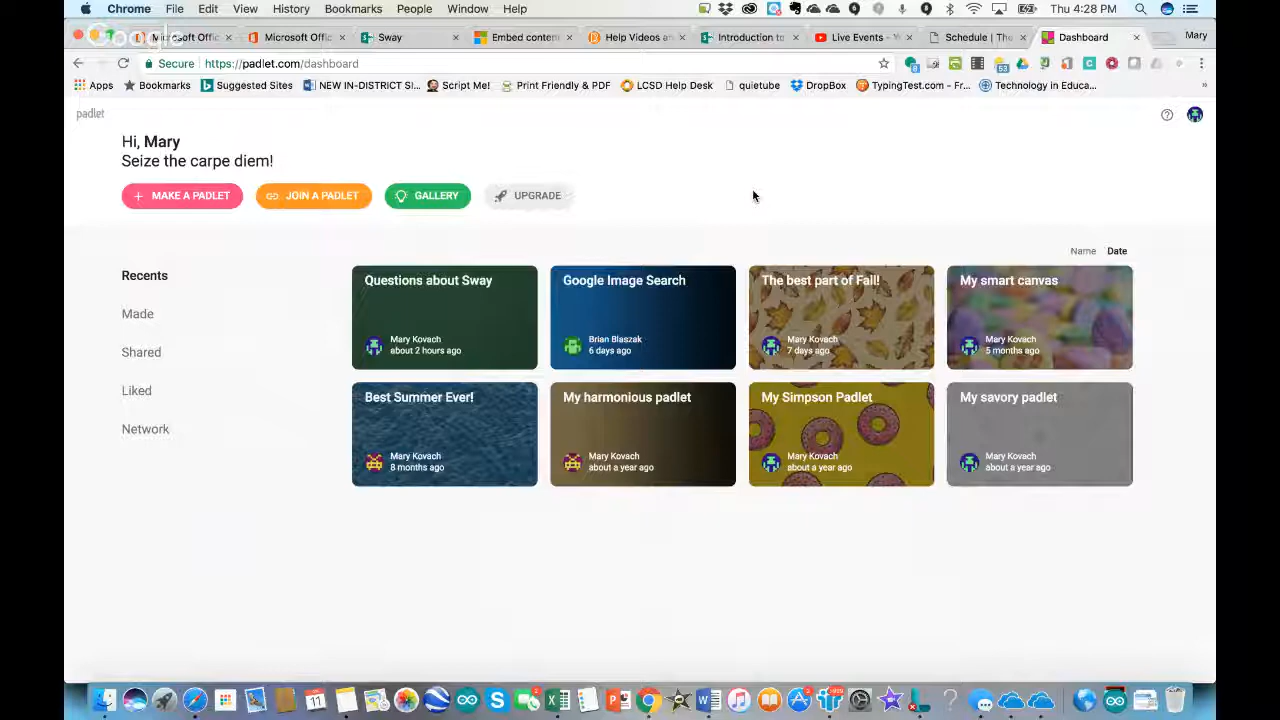 Chrome File Edit View History Bookmarks People Window Help Thu 4:28 PM
Microsoft Offic Microsoft Offic Sway Embed conten Help Videos an Introduction to Live Events - Y Schedule | The Dashboard Mary
Secure https://padlet.com/dashboard
Apps Bookmarks Suggested Sites NEW IN-DISTRICT SI... Script Me! Print Friendly & PDF LCSD Help Desk quietube DropBox TypingTest.com - Fr... Technology in Educa...
padlet
Hi, Mary
Seize the carpe diem!
MAKE A PADLET JOIN A PADLET GALLERY UPGRADE
Name Date
Recents
Made
Shared
Liked
Network
Questions about Sway
Mary Kovach
about 2 hours ago
Google Image Search
Brian Blaszak
6 days ago
The best part of Fall!
Mary Kovach
7 days ago
My smart canvas
Mary Kovach
5 months ago
Best Summer Ever!
Mary Kovach
8 months ago
My harmonious padlet
Mary Kovach
about a year ago
My Simpson Padlet
Mary Kovach
about a year ago
My savory padlet
Mary Kovach
about a year ago